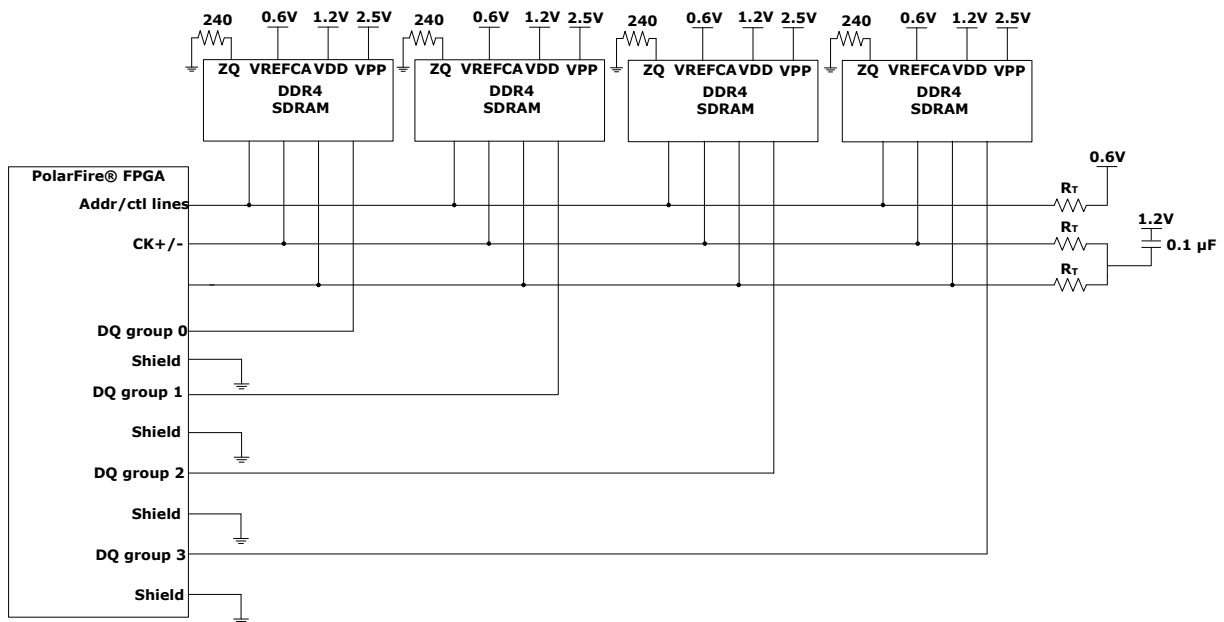 240 0.6V 1.2V 2.5V 240 0.6V 1.2V 2.5V 240 0.6V 1.2V 2.5V 240 0.6V 1.2V 2.5V
ZQ VREFCA VDD VPP ZQ VREFCA VDD VPP ZQ VREFCA VDD VPP ZQ VREFCA VDD VPP
DDR4 DDR4 DDR4 DDR4
SDRAM SDRAM SDRAM SDRAM
0.6V
PolarFire® FPGA
RT
Addr/ctl lines
1.2V
RT
CK+/-
0.1 µF
RT
DQ group 0
Shield
DQ group 1
Shield
DQ group 2
Shield
DQ group 3
Shield